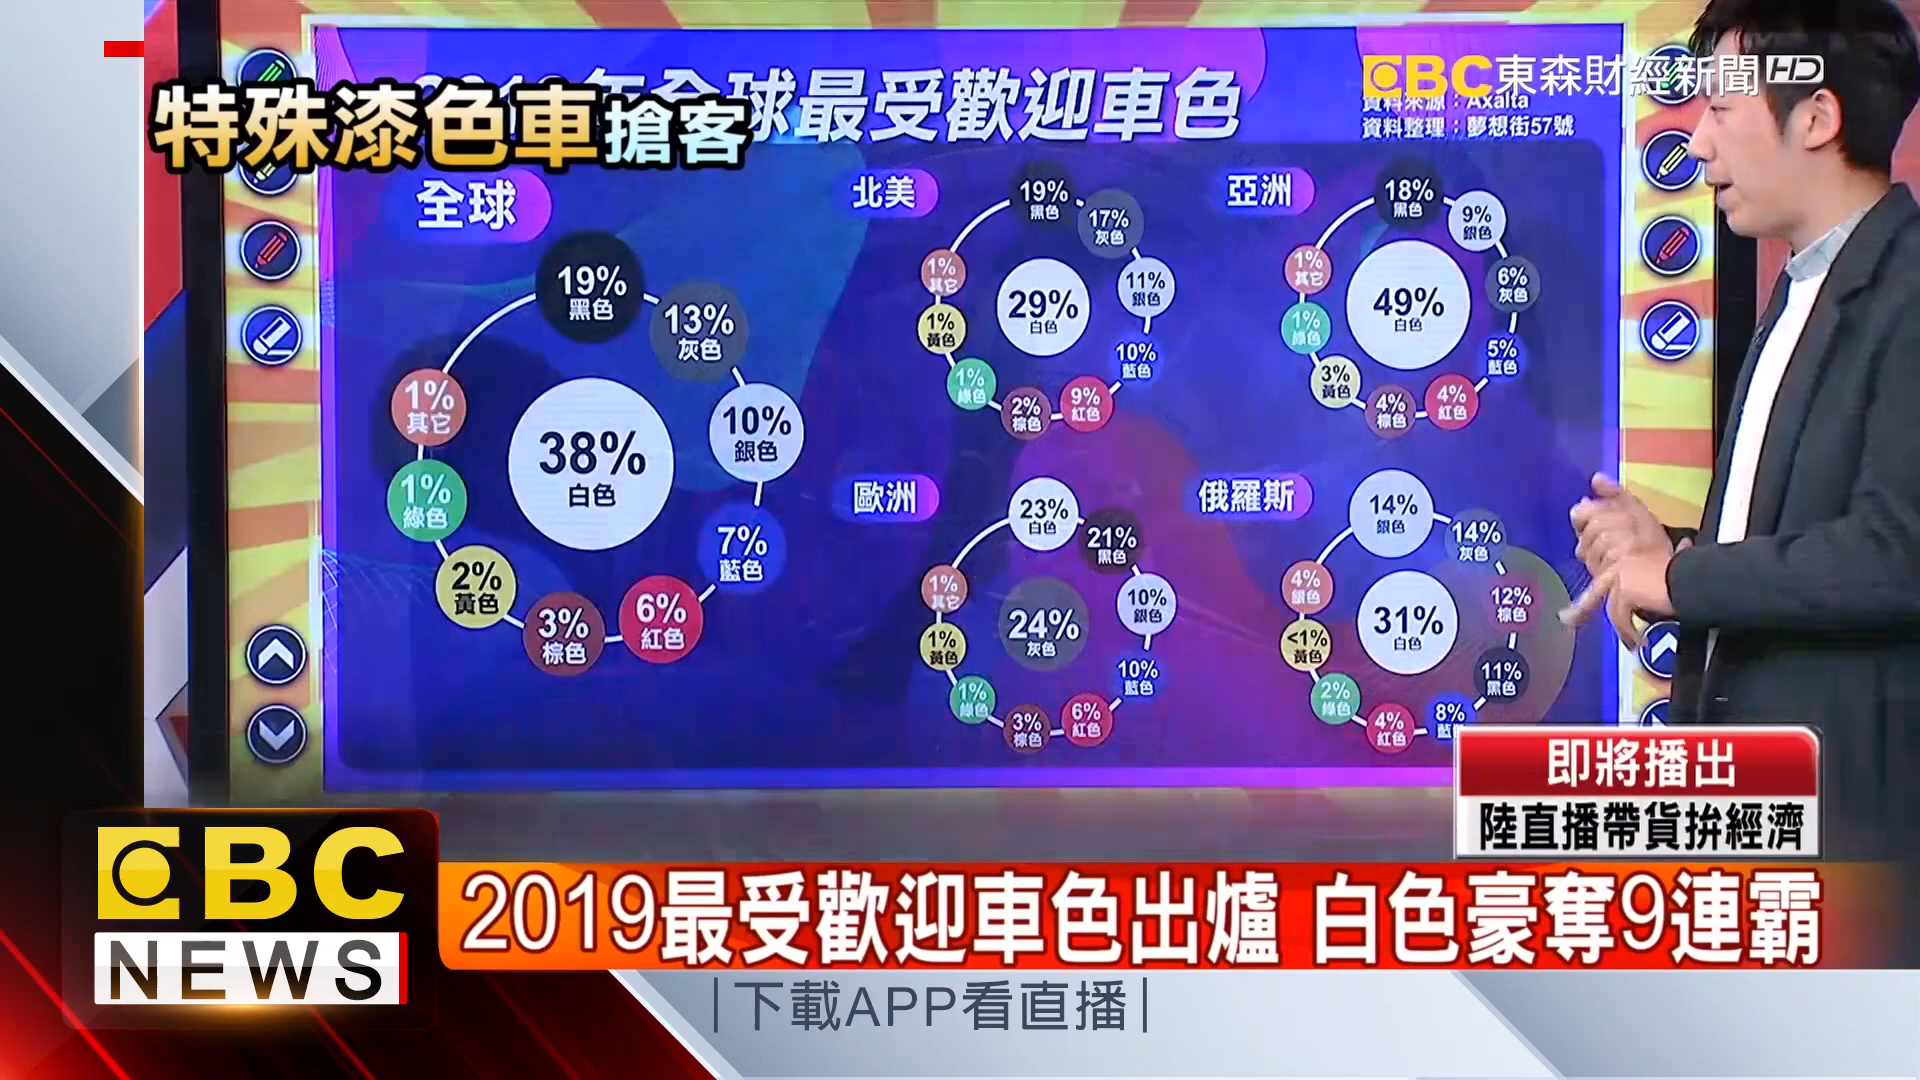 特殊漆色車搶客
全球最受歡迎車色
EBC東森財經新聞HD
資料來源：Axalta
資料整理：夢想街57號
全球
38%
白色
19%
黑色
13%
灰色
10%
銀色
7%
藍色
6%
紅色
3%
棕色
2%
黃色
1%
綠色
1%
其它
北美
29%
白色
19%
黑色
17%
灰色
11%
銀色
10%
藍色
9%
紅色
2%
棕色
1%
綠色
1%
黃色
1%
其它
亞洲
49%
白色
18%
黑色
9%
銀色
6%
灰色
5%
藍色
4%
紅色
4%
棕色
3%
黃色
1%
綠色
1%
其它
歐洲
24%
灰色
23%
白色
21%
黑色
10%
銀色
10%
藍色
6%
紅色
3%
棕色
1%
綠色
1%
黃色
1%
其它
俄羅斯
31%
白色
14%
銀色
14%
灰色
12%
棕色
11%
黑色
8%
藍
4%
紅色
2%
綠色
<1%
黃色
4%
銀色
即將播出
陸直播帶貨拚經濟
EBC
NEWS
2019最受歡迎車色出爐 白色豪奪9連霸
|下載APP看直播|